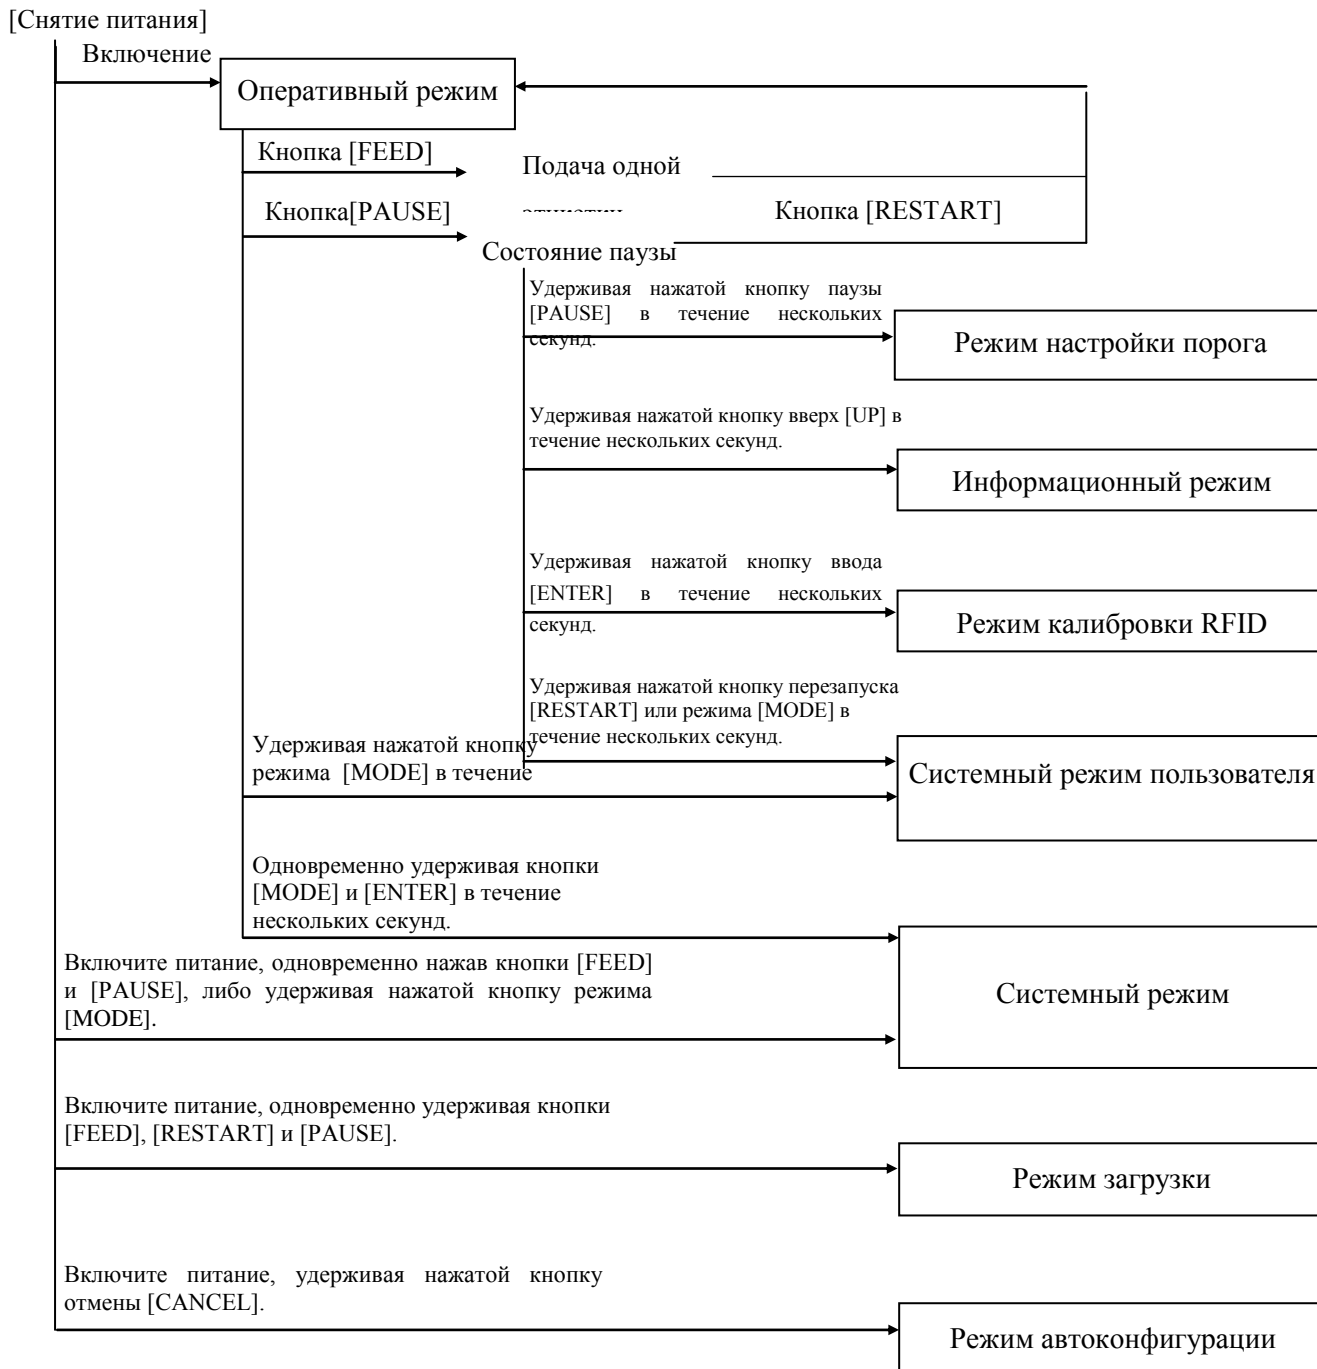 [Снятие питания]
Включение
Оперативный режим
Кнопка [FEED]
Подача одной
Кнопка[PAUSE]
Кнопка [RESTART]
Состояние паузы
Удерживая нажатой кнопку паузы
[PAUSE] в течение нескольких
секунд.
Режим настройки порога
Удерживая нажатой кнопку вверх [UP] в
течение нескольких секунд.
Информационный режим
Удерживая нажатой кнопку ввода
[ENTER] в течение нескольких
секунд.
Режим калибровки RFID
Удерживая нажатой кнопку перезапуска
[RESTART] или режима [MODE] в
течение нескольких секунд.
Удерживая нажатой кнопку
режима [MODE] в течение
Системный режим пользователя
Одновременно удерживая кнопки
[MODE] и [ENTER] в течение
нескольких секунд.
Включите питание, одновременно нажав кнопки [FEED]
и [PAUSE], либо удерживая нажатой кнопку режима
[MODE].
Системный режим
Включите питание, одновременно удерживая кнопки
[FEED], [RESTART] и [PAUSE].
Режим загрузки
Включите питание, удерживая нажатой кнопку
отмены [CANCEL].
Режим автоконфигурации